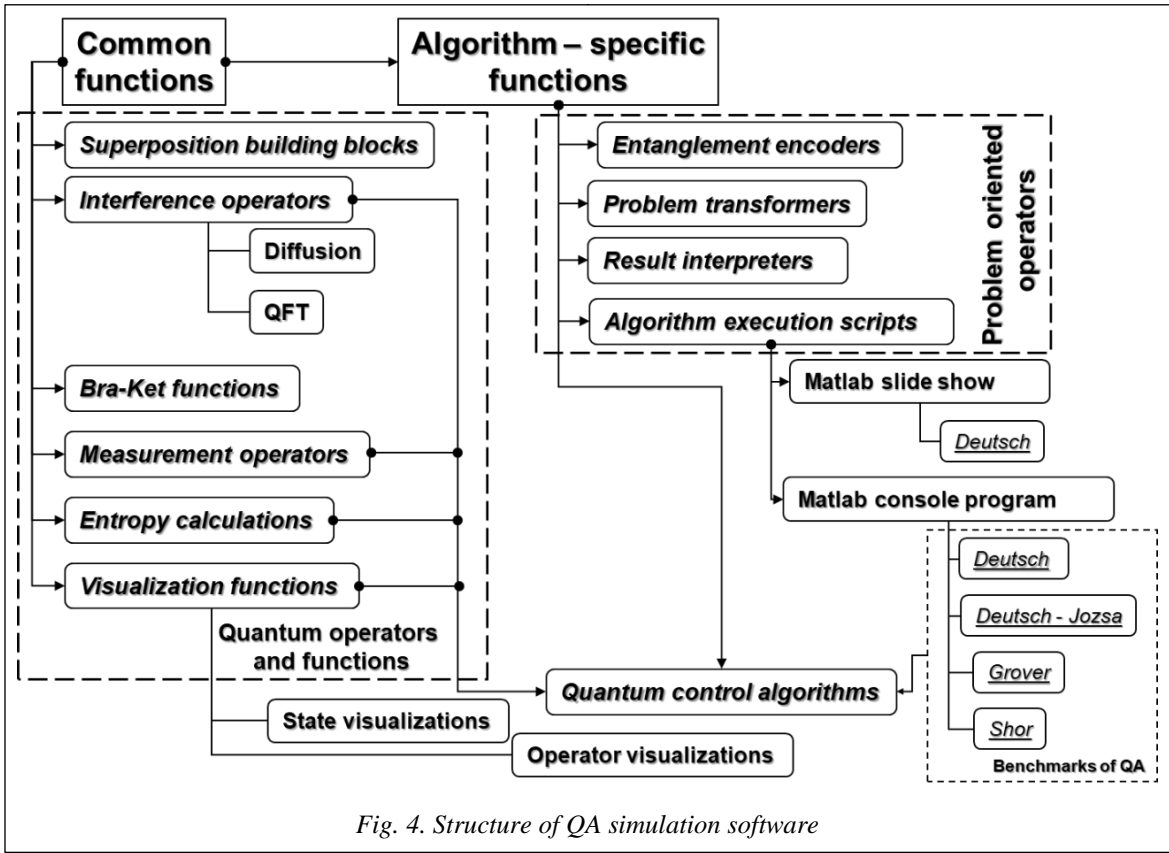 Common
functions
Algorithm – specific
functions
Superposition building blocks
Interference operators
Diffusion
QFT
Bra-Ket functions
Measurement operators
Entropy calculations
Visualization functions
Quantum operators
and functions
State visualizations
Operator visualizations
Entanglement encoders
Problem transformers
Result interpreters
Algorithm execution scripts
Problem oriented
operators
Matlab slide show
Deutsch
Matlab console program
Deutsch
Deutsch - Jozsa
Grover
Shor
Benchmarks of QA
Quantum control algorithms
Fig. 4. Structure of QA simulation software